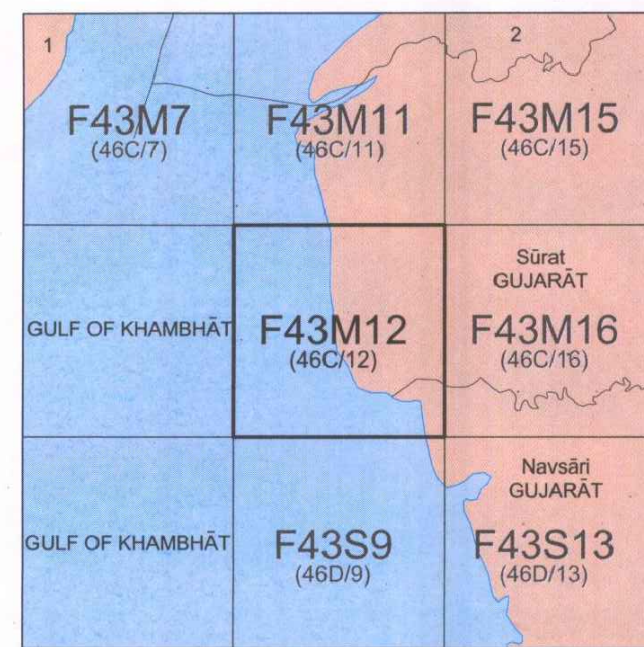 1
2
F43M7
(46C/7)
F43M11
(46C/11)
F43M15
(46C/15)
GULF OF KHAMBHĀT
F43M12
(46C/12)
Sūrat
GUJARĀT
F43M16
(46C/16)
GULF OF KHAMBHĀT
F43S9
(46D/9)
Navsāri
GUJARĀT
F43S13
(46D/13)